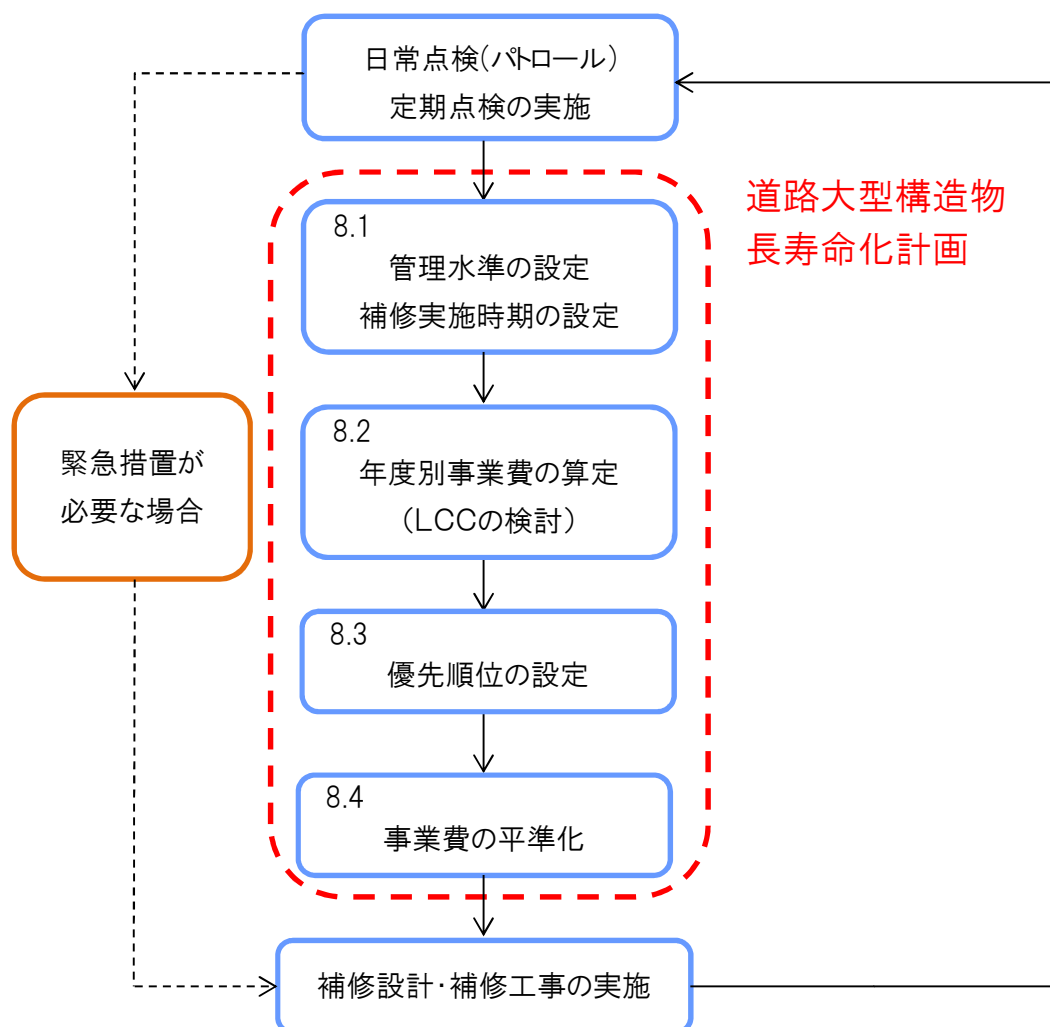 日常点検(パトロール)
定期点検の実施
道路大型構造物
長寿命化計画
8.1
管理水準の設定
補修実施時期の設定
緊急措置が
必要な場合
8.2
年度別事業費の算定
（LCCの検討）
8.3
優先順位の設定
8.4
事業費の平準化
補修設計・補修工事の実施